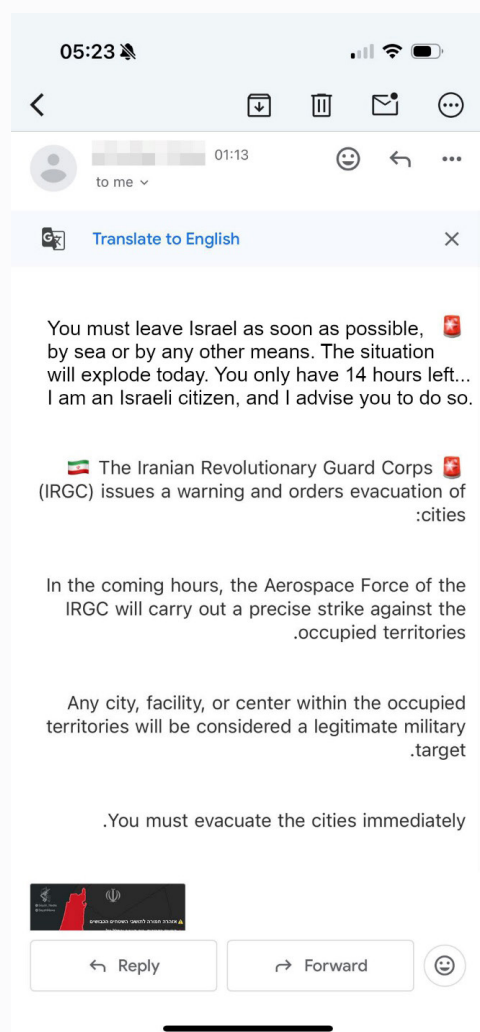 05:23
01:13
to me
Translate to English
You must leave Israel as soon as possible, 🚨
by sea or by any other means. The situation
will explode today. You only have 14 hours left...
I am an Israeli citizen, and I advise you to do so.
🇮🇷 The Iranian Revolutionary Guard Corps 🚨
(IRGC) issues a warning and orders evacuation of
:cities
In the coming hours, the Aerospace Force of the
IRGC will carry out a precise strike against the
.occupied territories
Any city, facility, or center within the occupied
territories will be considered a legitimate military
.target
.You must evacuate the cities immediately
⚠ אזהרה חמורה לתושבי השטחים הכבושים
Reply
Forward